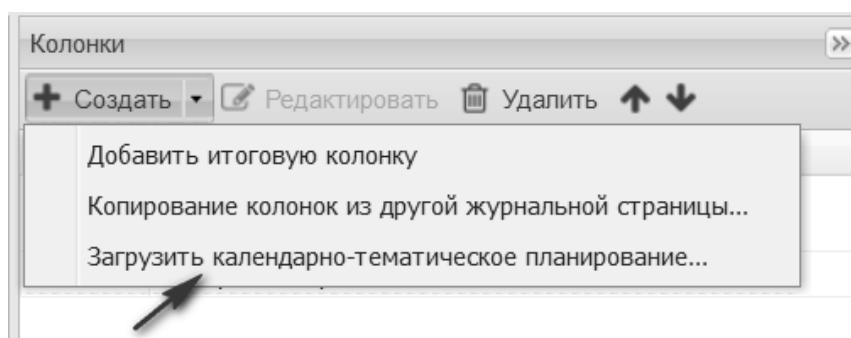 Колонки
Создать Редактировать Удалить
Добавить итоговую колонку
Копирование колонок из другой журнальной страницы...
Загрузить календарно-тематическое планирование...